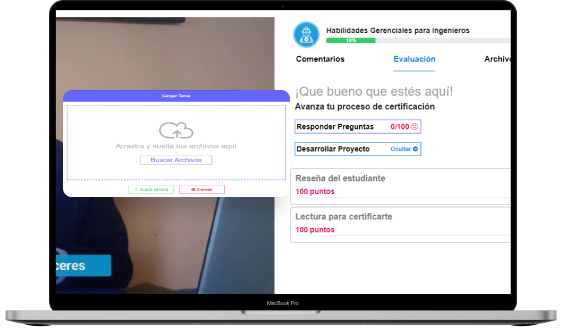 Habilidades Gerenciales para Ingenieros
16%
Comentarios
Evaluación
Archivo
¡Que bueno que estés aquí!
Avanza tu proceso de certificación
Responder Preguntas
0/100
Desarrollar Proyecto
Ocultar
Reseña del estudiante
100 puntos
Lectura para certificarte
100 puntos
Cargar Tarea
Arrastra y suelta tus archivos aquí
Buscar Archivos
Subir ahora
Cerrar
ceres
MacBook Pro